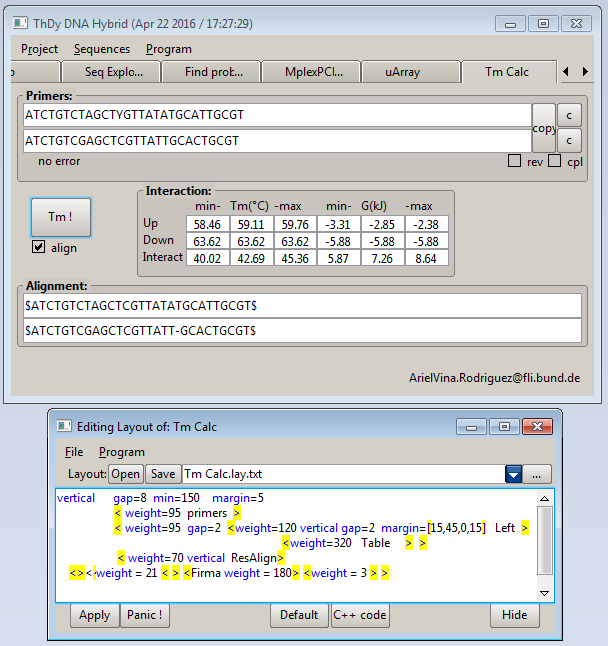 ThDy DNA Hybrid (Apr 22 2016 / 17:27:29)
Project Sequences Program
Seq Explo... Find prob... MplexPCI... uArray Tm Calc
Primers:
ATCTGTCTAGCTYGTTATATGCATTGCGT
copy c
ATCTGTCGAGCTCGTTATTGCACTGCGT
c
no error rev cpl
Interaction:
min- Tm(°C) -max min- G(kJ) -max
Tm !
Up 58.46 59.11 59.76 -3.31 -2.85 -2.38
Down 63.62 63.62 63.62 -5.88 -5.88 -5.88
align
Interact 40.02 42.69 45.36 5.87 7.26 8.64
Alignment:
$ATCTGTCTAGCTCGTTATATGCATTGCGT$
$ATCTGTCGAGCTCGTTATT-GCACTGCGT$
ArielVina.Rodriguez@fli.bund.de
Editing Layout of: Tm Calc
File Program
Layout: Open Save Tm Calc.lay.txt ...
vertical gap=8 min=150 margin=5
< weight=95 primers >
< weight=95 gap=2 <weight=120 vertical gap=2 margin=[15,45,0,15] Left >
<weight=320 Table > >
< weight=70 vertical ResAlign>
<><weight = 21 < > <Firma weight = 180> <weight = 3 > >
Apply Panic ! Default C++ code Hide